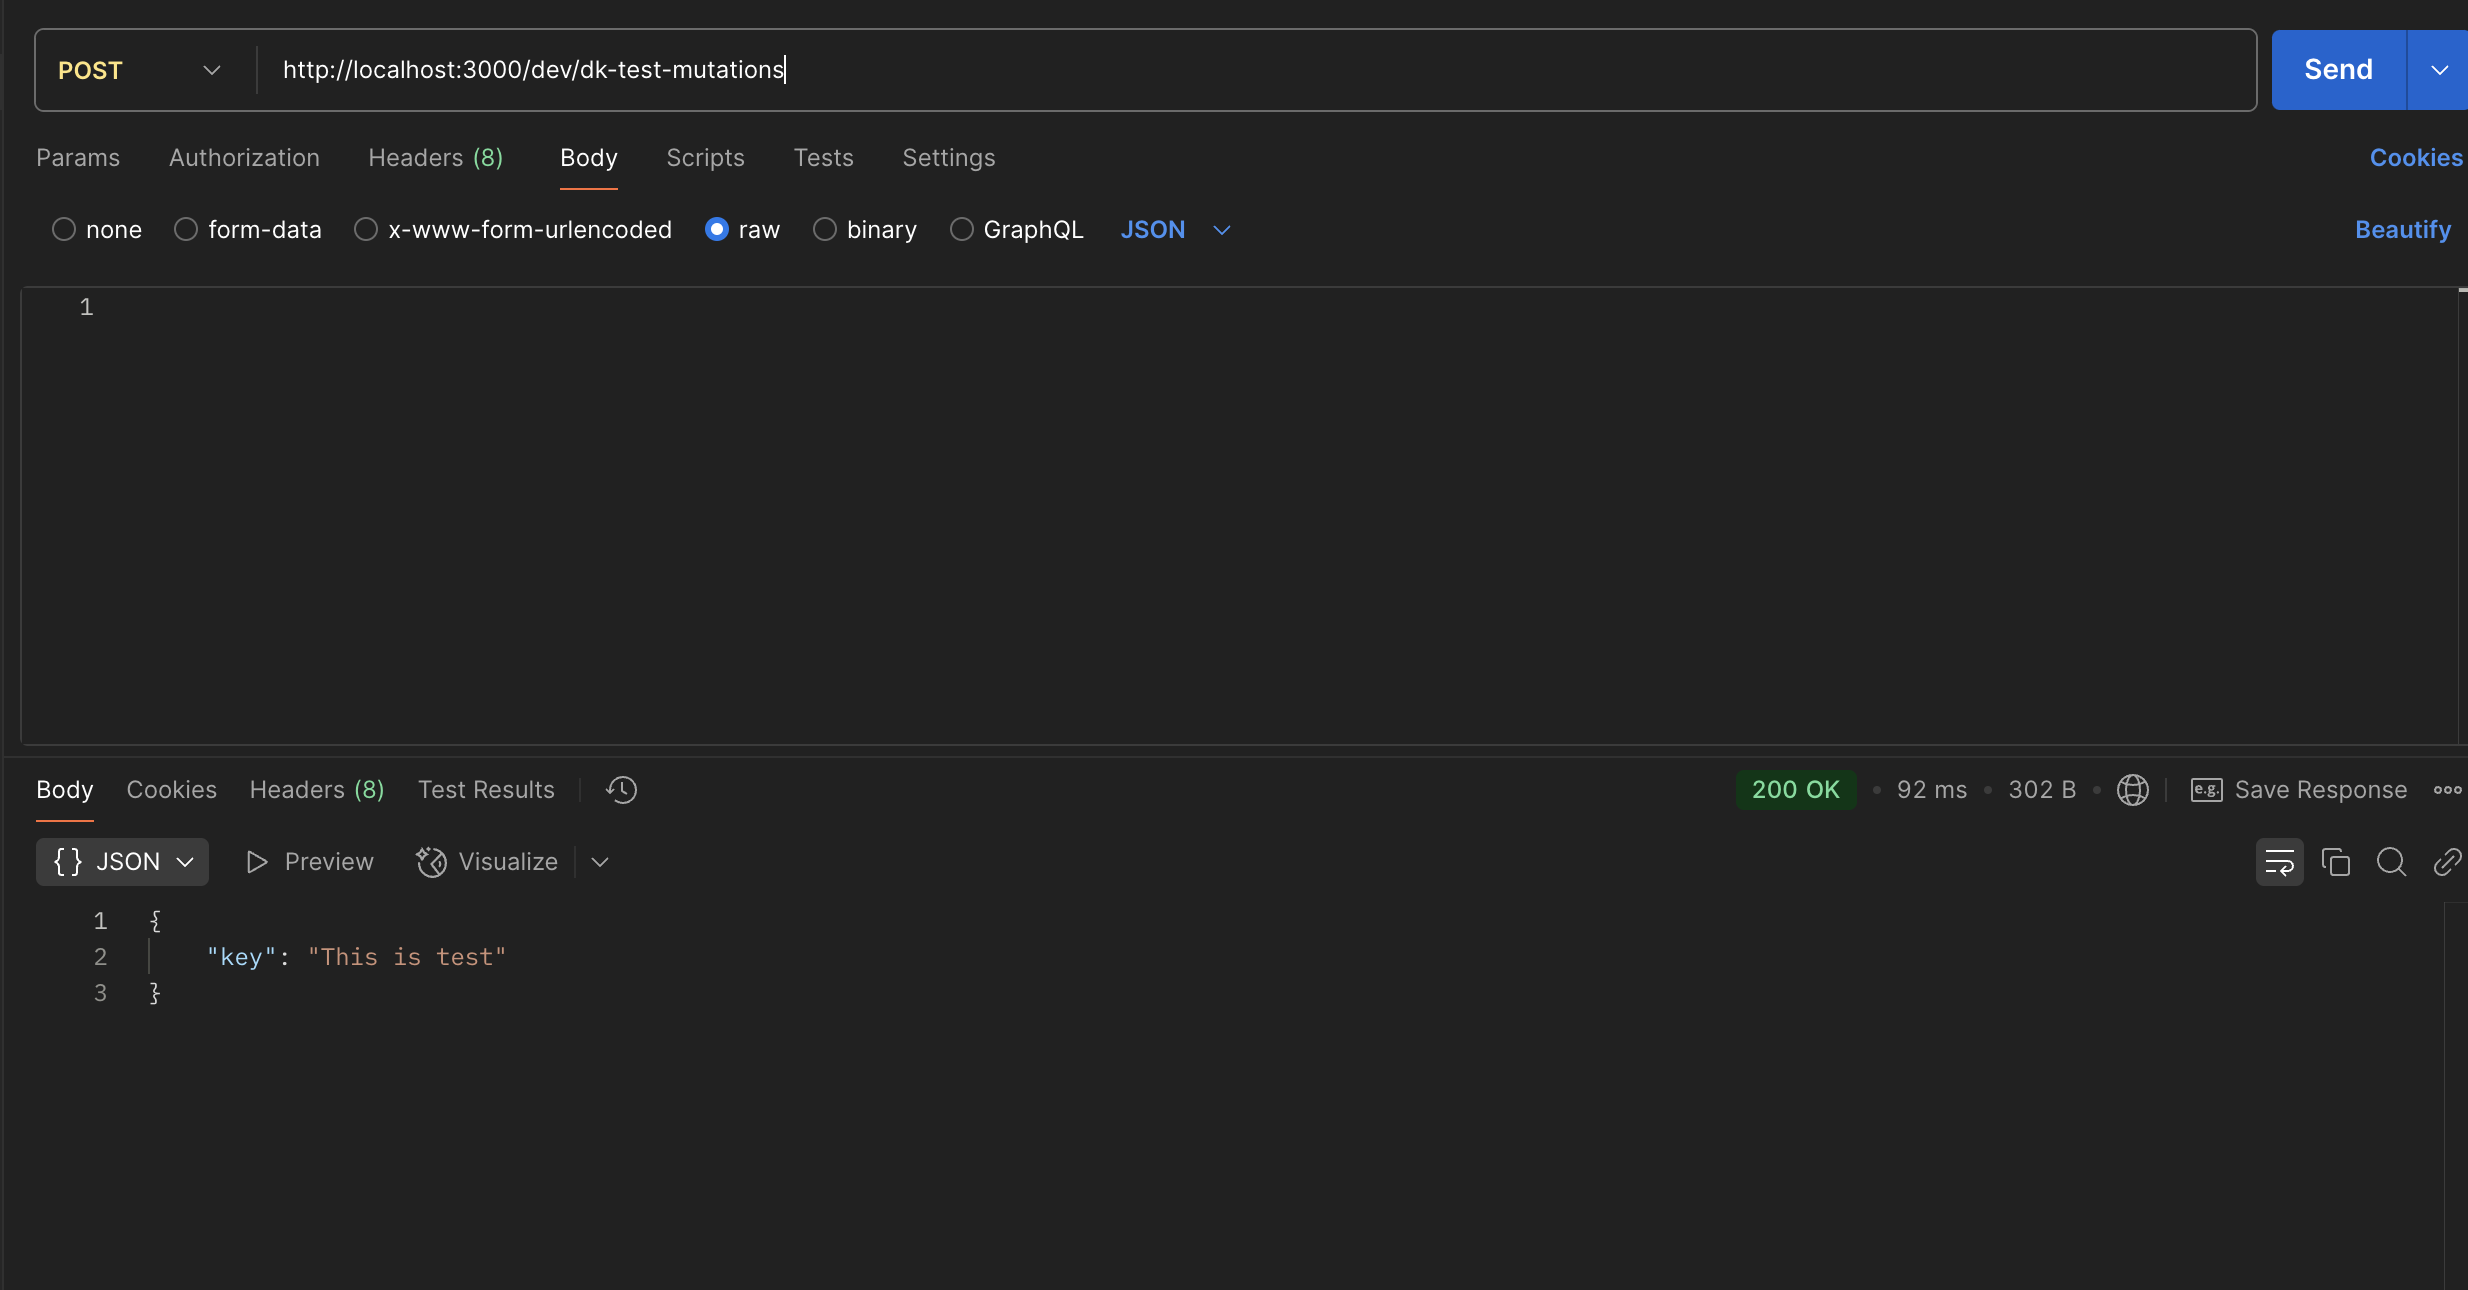 POST http://localhost:3000/dev/dk-test-mutations Send
Params Authorization Headers (8) Body Scripts Tests Settings Cookies
none form-data x-www-form-urlencoded raw binary GraphQL JSON Beautify
1
Body Cookies Headers (8) Test Results 200 OK • 92 ms • 302 B • e.g. Save Response
{} JSON Preview Visualize
1 {
2 "key": "This is test"
3 }